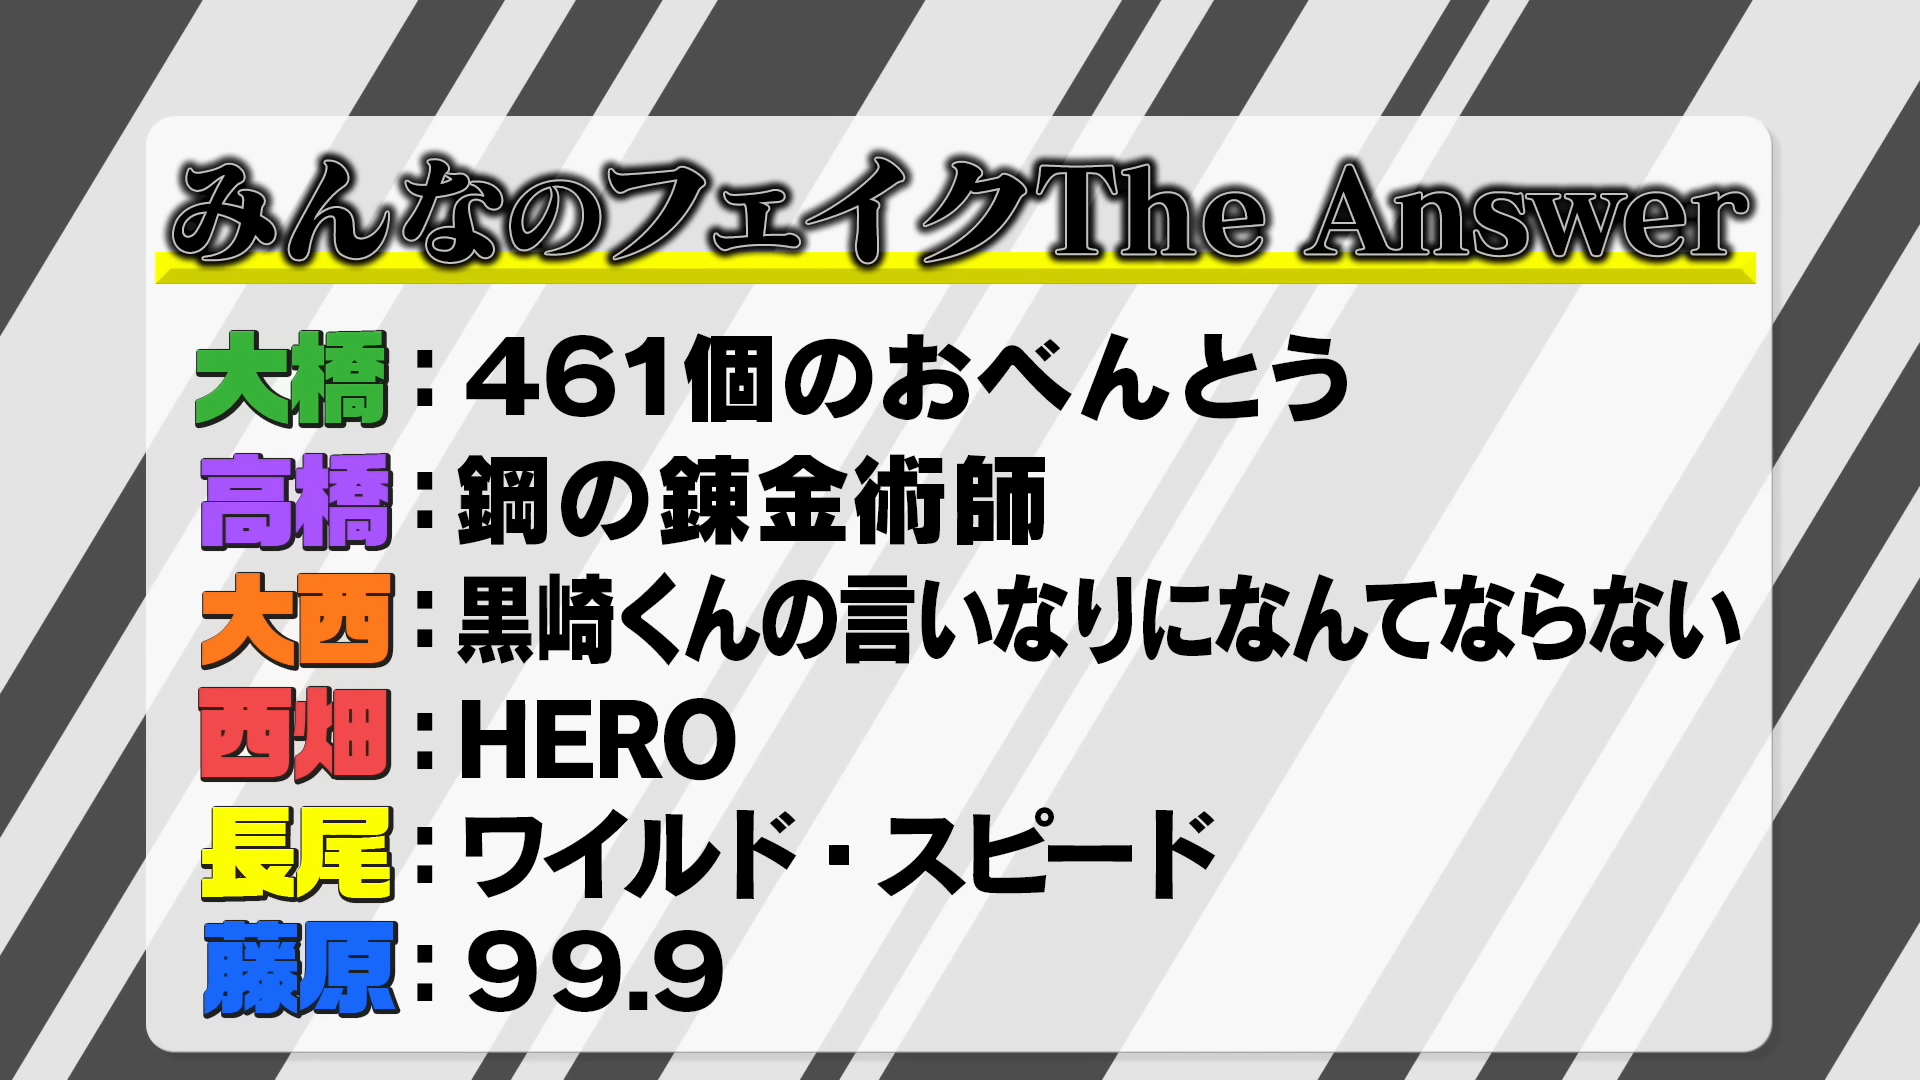 みんなのフェイクThe Answer
大橋：461個のおべんとう
高橋：鋼の錬金術師
大西：黒崎くんの言いなりになんてならない
西畑：HERO
長尾：ワイルド・スピード
藤原：99.9